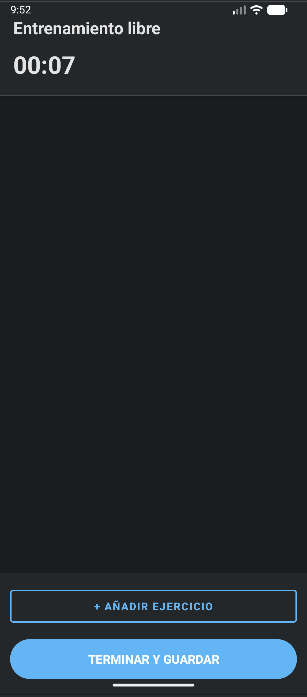 9:52
Entrenamiento libre
00:07
+ AÑADIR EJERCICIO
TERMINAR Y GUARDAR